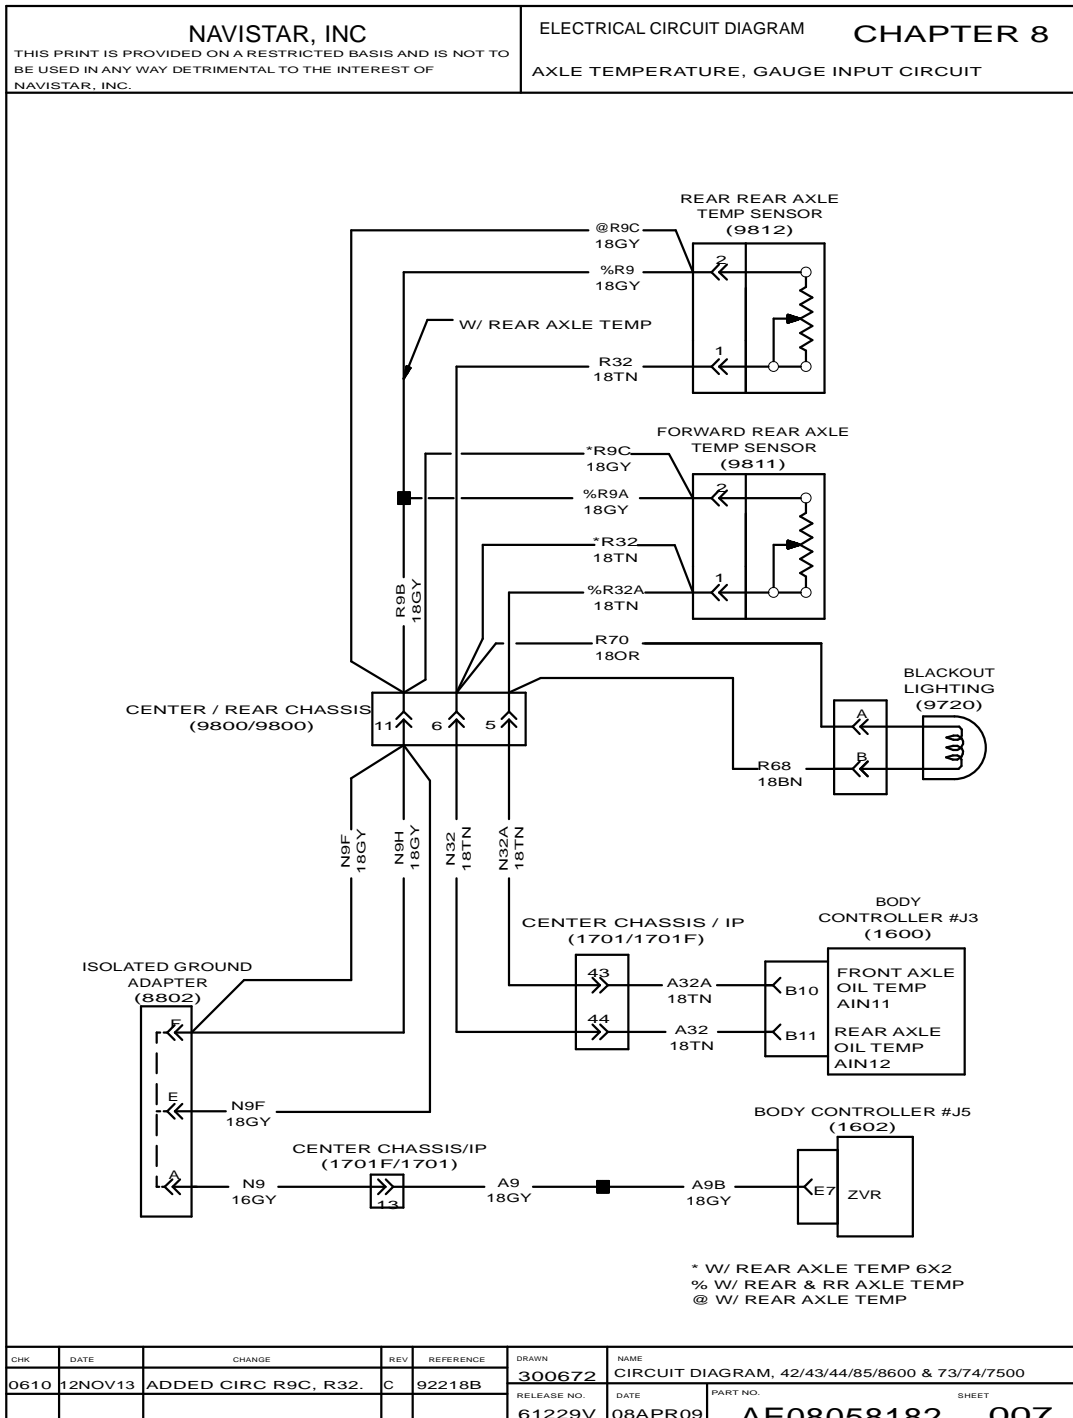 NAVISTAR, INC
THIS PRINT IS PROVIDED ON A RESTRICTED BASIS AND IS NOT TO
BE USED IN ANY WAY DETRIMENTAL TO THE INTEREST OF
NAVISTAR, INC.
ELECTRICAL CIRCUIT DIAGRAM
CHAPTER 8
AXLE TEMPERATURE, GAUGE INPUT CIRCUIT
REAR REAR AXLE
TEMP SENSOR
(9812)
@R9C
18GY
%R9
18GY
2
W/ REAR AXLE TEMP
R32
18TN
1
FORWARD REAR AXLE
TEMP SENSOR
(9811)
*R9C
18GY
%R9A
18GY
2
*R32
18TN
%R32A
18TN
1
R9B
18GY
R70
18OR
BLACKOUT
LIGHTING
(9720)
A
B
R68
18BN
CENTER / REAR CHASSIS
(9800/9800)
11
6
5
N9F
18GY
N9H
18GY
N32
18TN
N32A
18TN
CENTER CHASSIS / IP
(1701/1701F)
43
44
A32A
18TN
A32
18TN
BODY
CONTROLLER #J3
(1600)
B10
FRONT AXLE
OIL TEMP
AIN11
B11
REAR AXLE
OIL TEMP
AIN12
ISOLATED GROUND
ADAPTER
(8802)
F
E
A
N9F
18GY
N9
16GY
CENTER CHASSIS/IP
(1701F/1701)
13
A9
18GY
A9B
18GY
BODY CONTROLLER #J5
(1602)
E7
ZVR
* W/ REAR AXLE TEMP 6X2
% W/ REAR & RR AXLE TEMP
@ W/ REAR AXLE TEMP
CHK DATE CHANGE REV REFERENCE
0610 12NOV13 ADDED CIRC R9C, R32. C 92218B
DRAWN
300672
NAME
CIRCUIT DIAGRAM, 42/43/44/85/8600 & 73/74/7500
RELEASE NO.
61229V
DATE
08APR09
PART NO.
AE08058182
SHEET
007